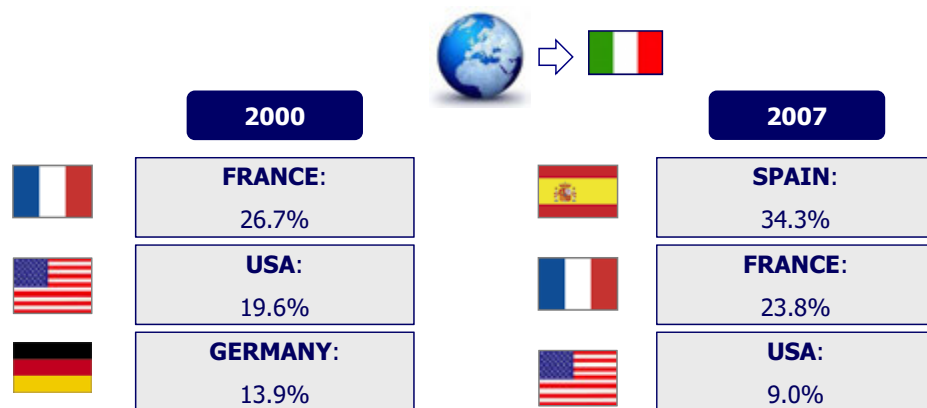 2000
FRANCE:
26.7%
USA:
19.6%
GERMANY:
13.9%
2007
SPAIN:
34.3%
FRANCE:
23.8%
USA:
9.0%